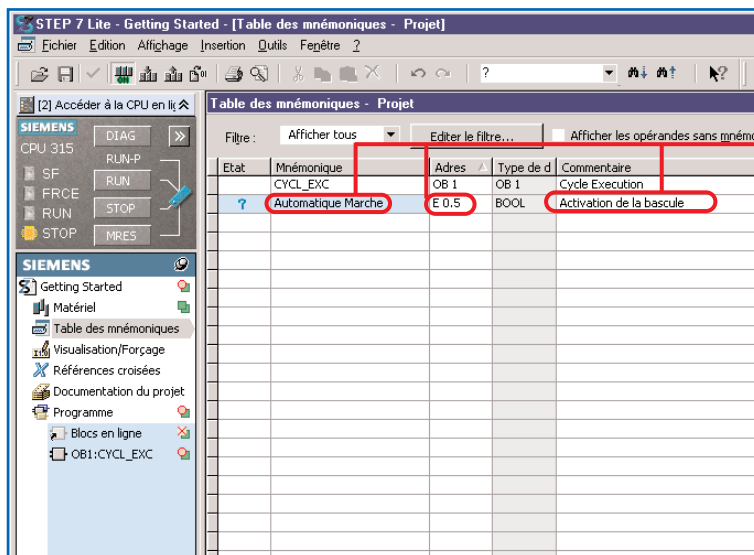 STEP 7 Lite - Getting Started - [Table des mnémoniques - Projet]
Fichier Edition Affichage Insertion Outils Fenêtre ?
?
[2] Accéder à la CPU en li
Table des mnémoniques - Projet
SIEMENS
CPU 315
DIAG
RUN-P
SF
RUN
FRCE
RUN
STOP
STOP
MRES
Filtre : Afficher tous Editer le filtre... Afficher les opérandes sans mném
Etat Mnémonique Adres Type de d Commentaire
CYCL_EXC OB 1 OB 1 Cycle Execution
? Automatique Marche E 0.5 BOOL Activation de la bascule
SIEMENS
Getting Started
Matériel
Table des mnémoniques
Visualisation/Forçage
Références croisées
Documentation du projet
Programme
Blocs en ligne
OB1:CYCL_EXC